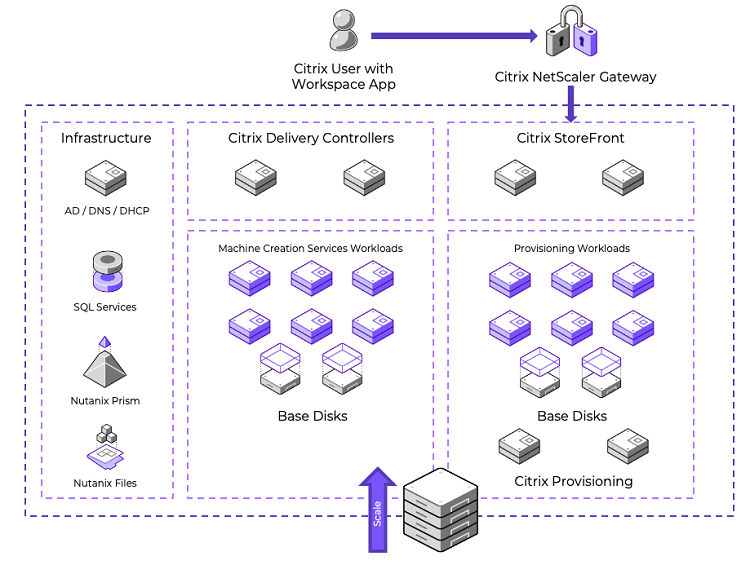 Citrix User with
Workspace App
Citrix NetScaler Gateway
Infrastructure
AD / DNS / DHCP
SQL Services
Nutanix Prism
Nutanix Files
Citrix Delivery Controllers
Citrix StoreFront
Machine Creation Services Workloads
Base Disks
Provisioning Workloads
Base Disks
Citrix Provisioning
Scale